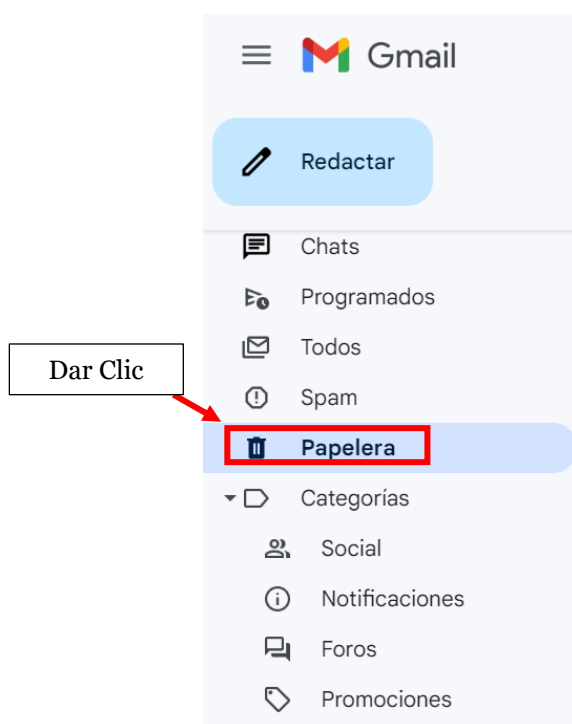 Gmail
Redactar
Chats
Programados
Todos
Dar Clic
Spam
Papelera
Categorías
Social
Notificaciones
Foros
Promociones